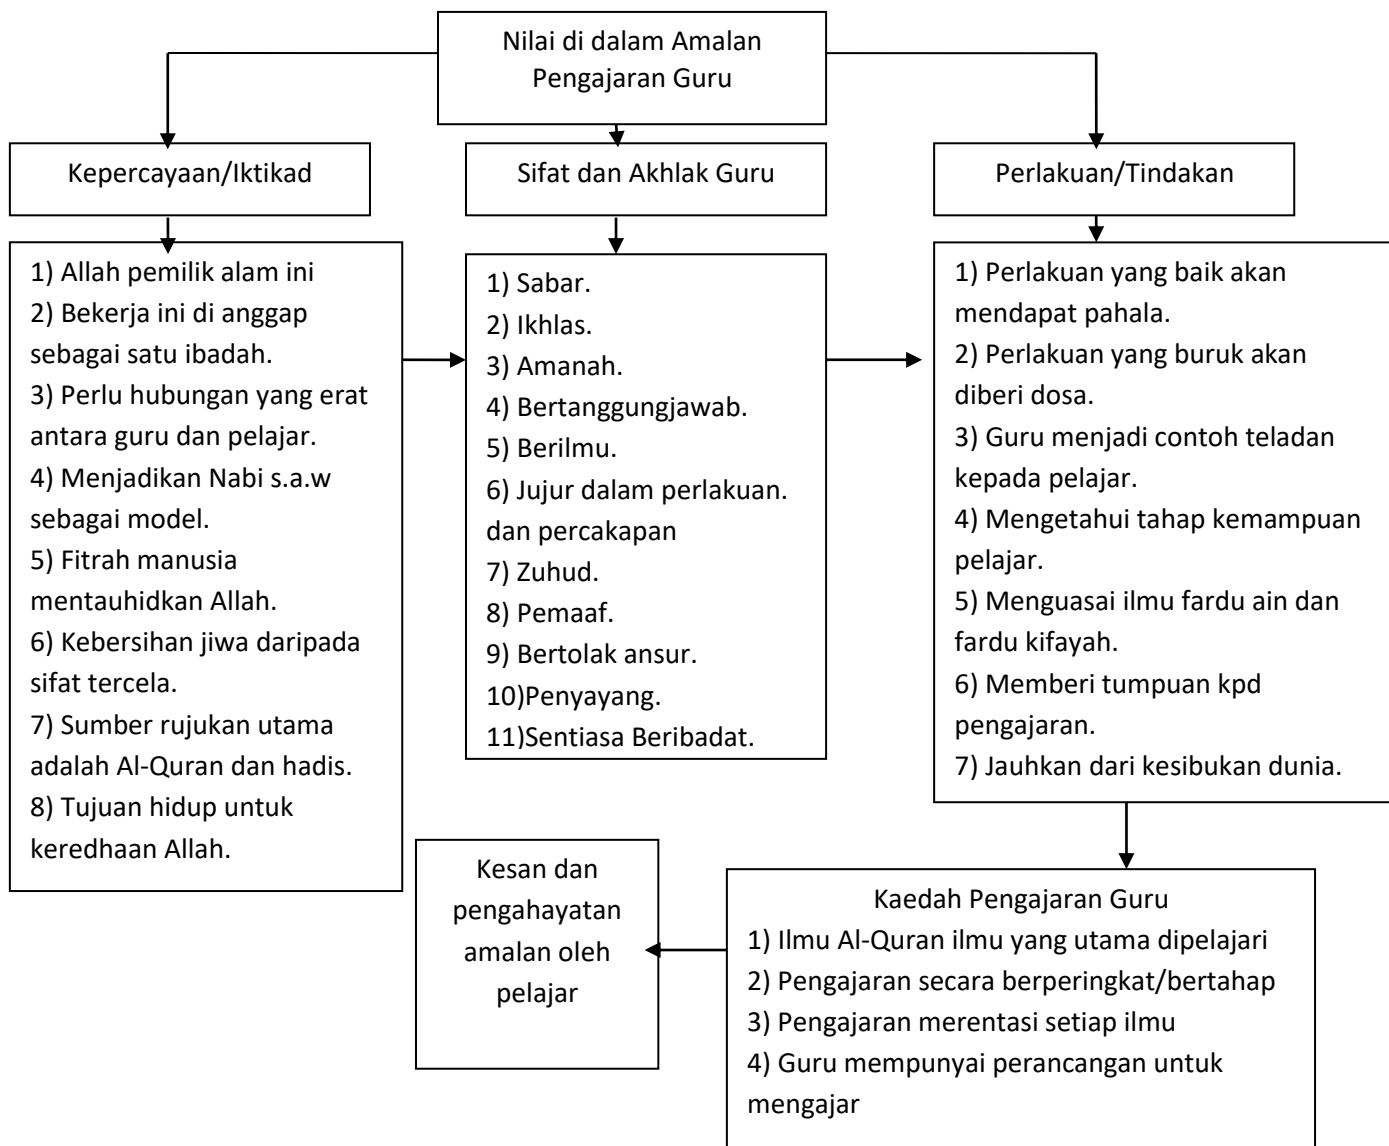 Nilai di dalam Amalan
Pengajaran Guru
Kepercayaan/Iktikad
Sifat dan Akhlak Guru
Perlakuan/Tindakan
1) Allah pemilik alam ini
2) Bekerja ini di anggap
sebagai satu ibadah.
3) Perlu hubungan yang erat
antara guru dan pelajar.
4) Menjadikan Nabi s.a.w
sebagai model.
5) Fitrah manusia
mentauhidkan Allah.
6) Kebersihan jiwa daripada
sifat tercela.
7) Sumber rujukan utama
adalah Al-Quran dan hadis.
8) Tujuan hidup untuk
keredhaan Allah.
1) Sabar.
2) Ikhlas.
3) Amanah.
4) Bertanggungjawab.
5) Berilmu.
6) Jujur dalam perlakuan.
dan percakapan
7) Zuhud.
8) Pemaaf.
9) Bertolak ansur.
10)Penyayang.
11)Sentiasa Beribadat.
1) Perlakuan yang baik akan
mendapat pahala.
2) Perlakuan yang buruk akan
diberi dosa.
3) Guru menjadi contoh teladan
kepada pelajar.
4) Mengetahui tahap kemampuan
pelajar.
5) Menguasai ilmu fardu ain dan
fardu kifayah.
6) Memberi tumpuan kpd
pengajaran.
7) Jauhkan dari kesibukan dunia.
Kaedah Pengajaran Guru
1) Ilmu Al-Quran ilmu yang utama dipelajari
2) Pengajaran secara berperingkat/bertahap
3) Pengajaran merentasi setiap ilmu
4) Guru mempunyai perancangan untuk
mengajar
Kesan dan
pengahayatan
amalan oleh
pelajar